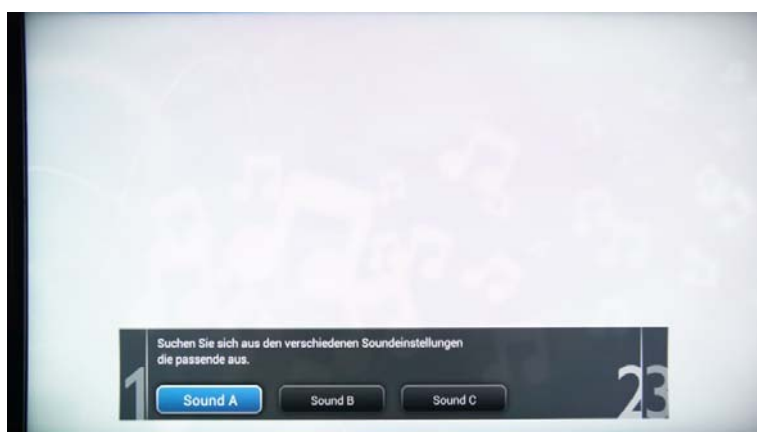 Suchen Sie sich aus den verschiedenen Soundeinstellungen
die passende aus.
1
Sound A
Sound B
Sound C
2
3